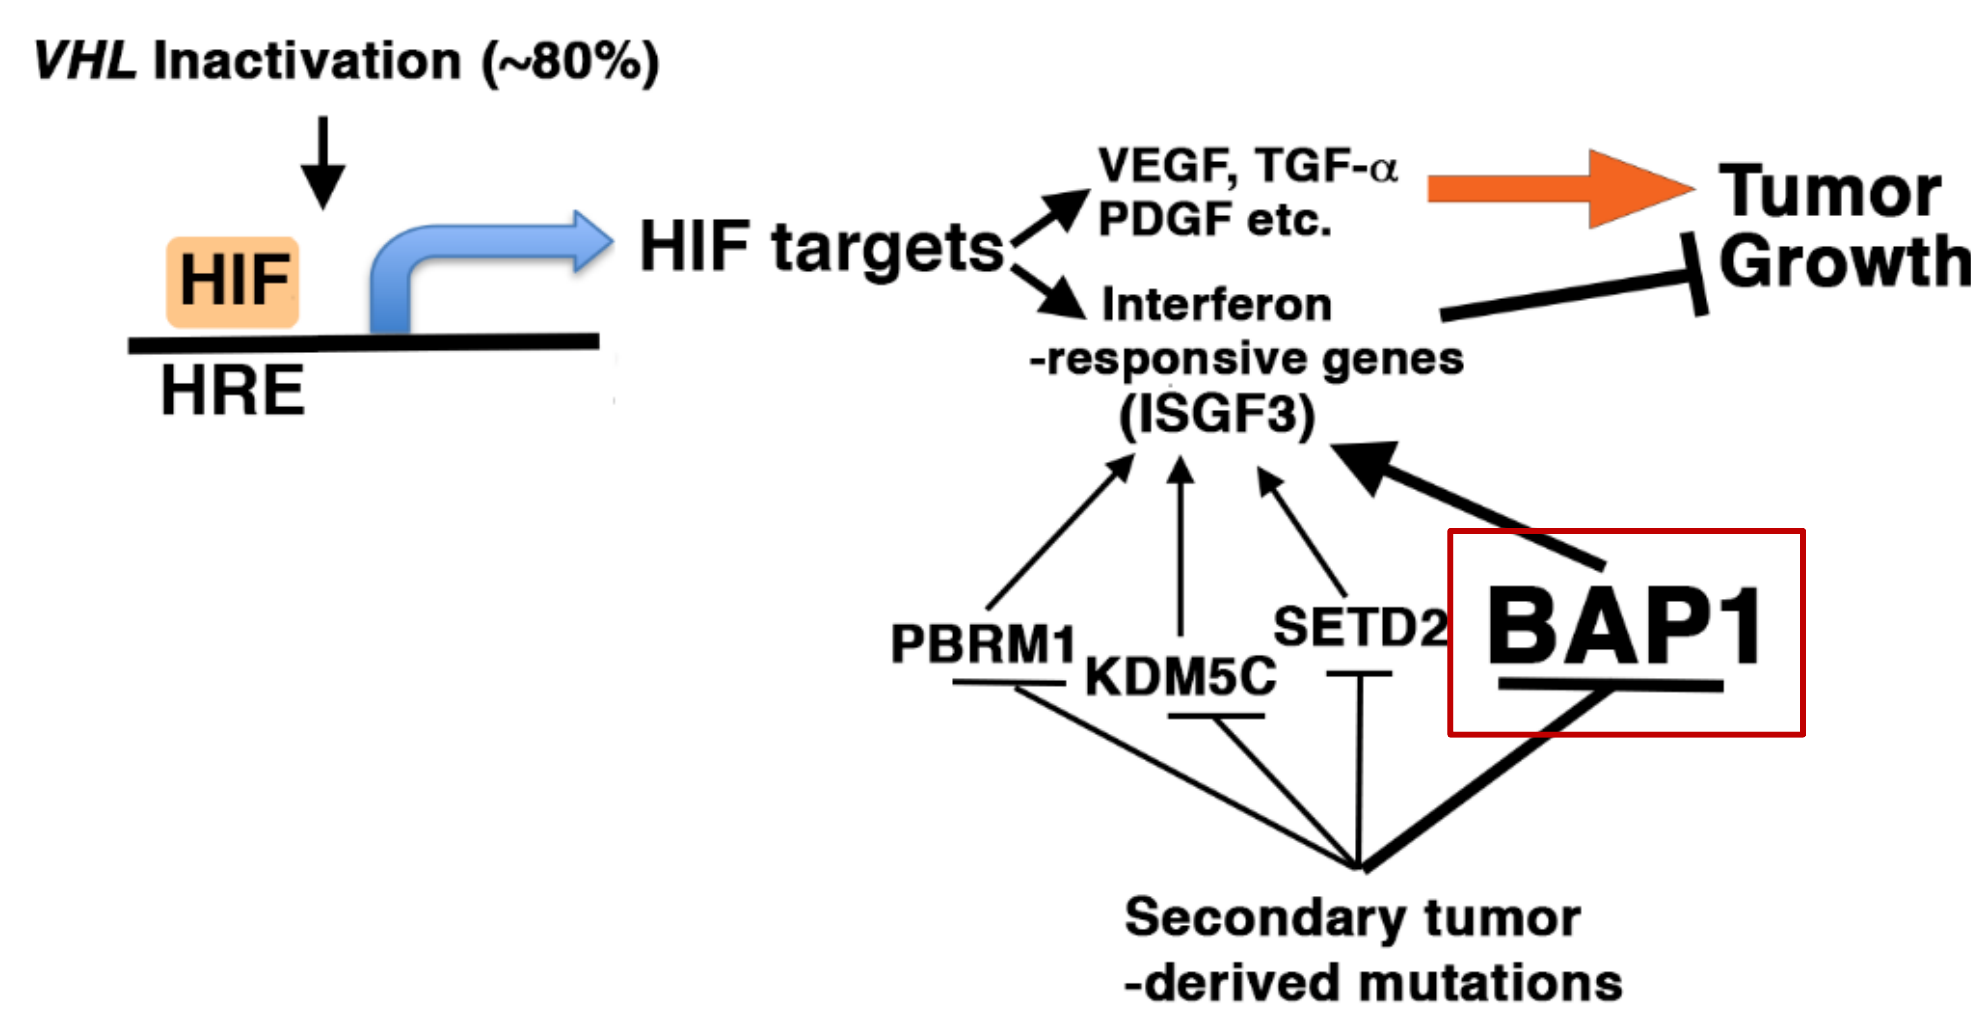 VHL Inactivation (~80%)
HIF
HRE
HIF targets
VEGF, TGF-α
PDGF etc.
Tumor
Growth
Interferon
-responsive genes
(ISGF3)
PBRM1
KDM5C
SETD2
BAP1
Secondary tumor
-derived mutations